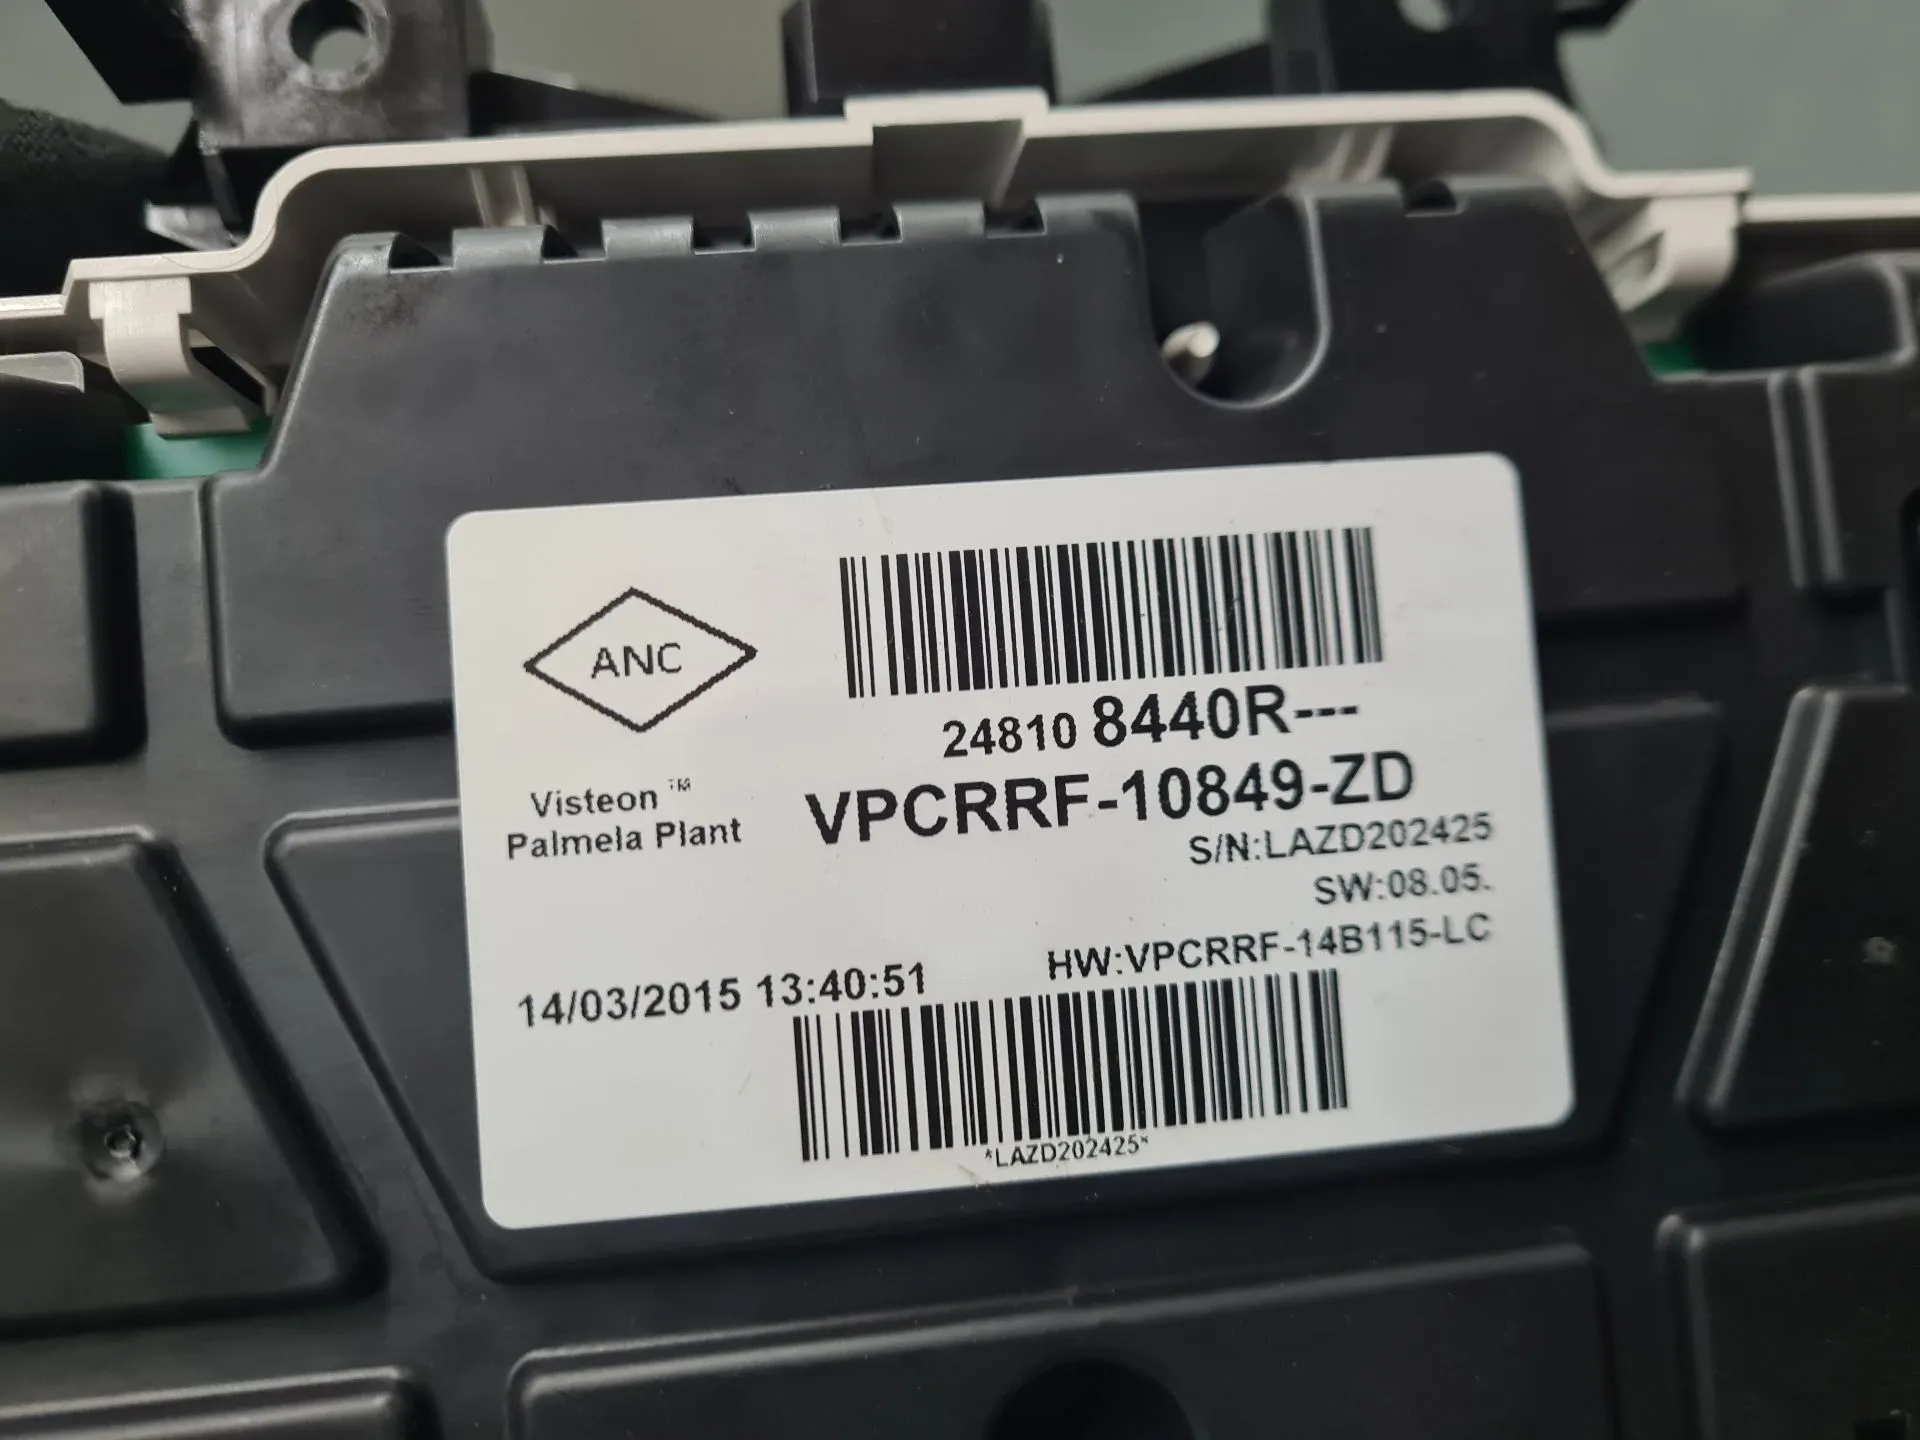 ANC
Visteon™
Palmela Plant
24810 8440R---
VPCRRF-10849-ZD
S/N:LAZD202425
SW:08.05.
HW:VPCRRF-14B115-LC
14/03/2015 13:40:51
*LAZD202425*